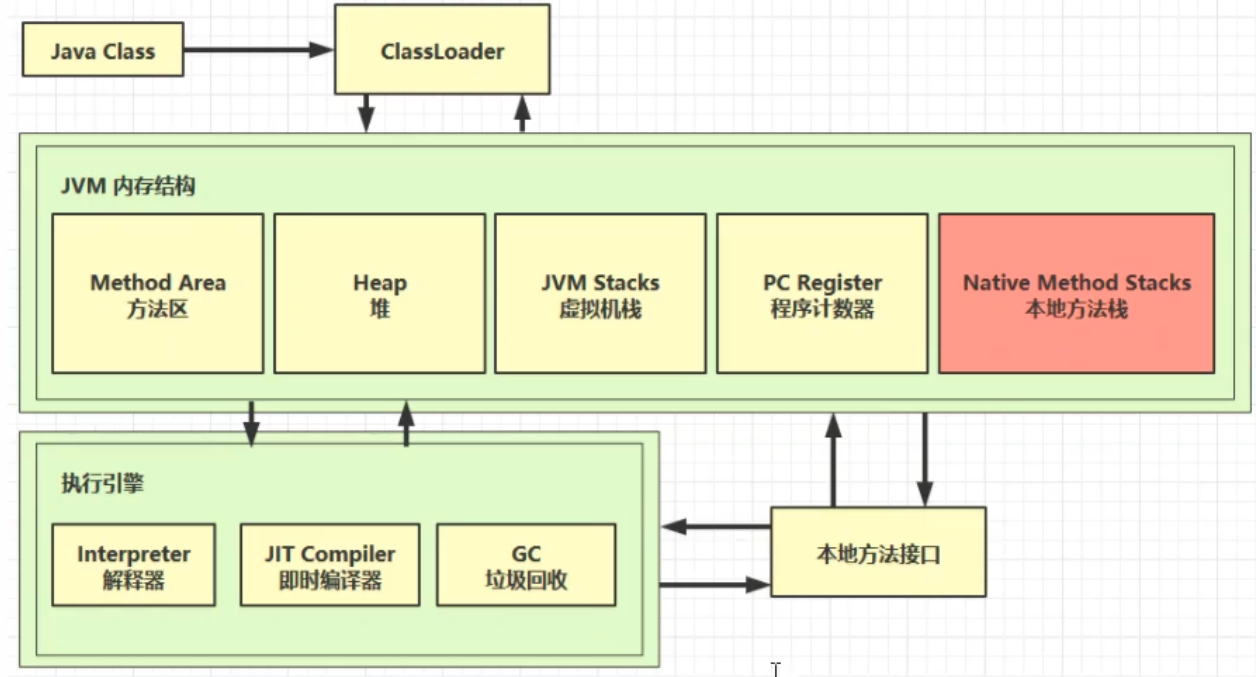 Java Class
ClassLoader
JVM 内存结构
Method Area
方法区
Heap
堆
JVM Stacks
虚拟机栈
PC Register
程序计数器
Native Method Stacks
本地方法栈
执行引擎
Interpreter
解释器
JIT Compiler
即时编译器
GC
垃圾回收
本地方法接口